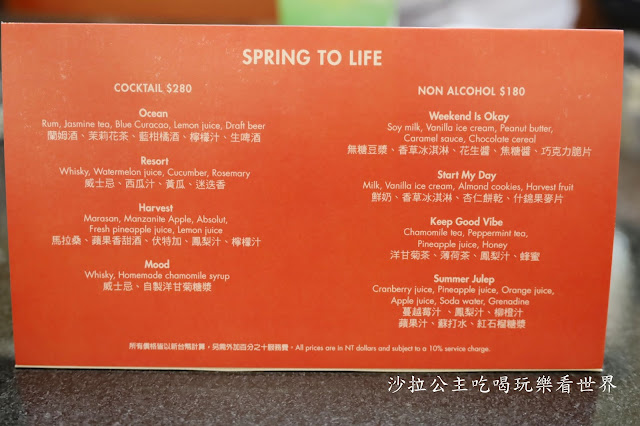 SPRING TO LIFE
COCKTAIL $280
Ocean
Rum, Jasmine tea, Blue Curacao, Lemon juice, Draft beer
蘭姆酒、茉莉花茶、藍柑橘酒、檸檬汁、生啤酒
Resort
Whisky, Watermelon juice, Cucumber, Rosemary
威士忌、西瓜汁、黃瓜、迷迭香
Harvest
Marasan, Manzanite Apple, Absolut,
Fresh pineapple juice, Lemon juice
馬拉桑、蘋果香甜酒、伏特加、鳳梨汁、檸檬汁
Mood
Whisky, Homemade chamomile syrup
威士忌、自製洋甘菊糖漿
NON ALCOHOL $180
Weekend Is Okay
Soy milk, Vanilla ice cream, Peanut butter,
Caramel sauce, Chocolate cereal
無糖豆漿、香草冰淇淋、花生醬、焦糖醬、巧克力脆片
Start My Day
Milk, Vanilla ice cream, Almond cookies, Harvest fruit
鮮奶、香草冰淇淋、杏仁餅乾、什錦果麥片
Keep Good Vibe
Chamomile tea, Peppermint tea,
Pineapple juice, Honey
洋甘菊茶、薄荷茶、鳳梨汁、蜂蜜
Summer Julep
Cranberry juice, Pineapple juice, Orange juice,
Apple juice, Soda water, Grenadine
蔓越莓汁、鳳梨汁、柳橙汁
蘋果汁、蘇打水、紅石榴糖漿
所有價格皆以新台幣計算，另需外加百分之十服務費。All prices are in NT dollars and subject to a 10% service charge.
沙拉公主吃喝玩樂看世界